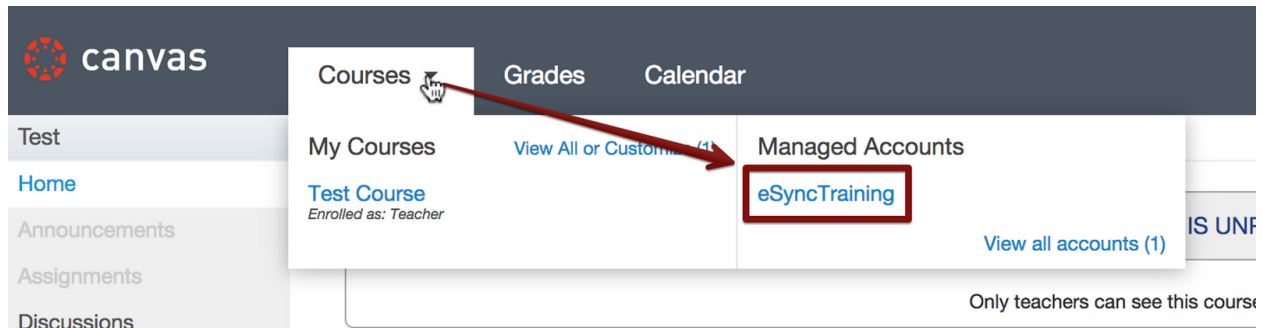 canvas
Courses
Grades
Calendar
Test
Home
Announcements
Assignments
Discussions
My Courses
View All or Customize (1)
Test Course
Enrolled as: Teacher
Managed Accounts
eSyncTraining
View all accounts (1)
IS
Only teachers can see this course